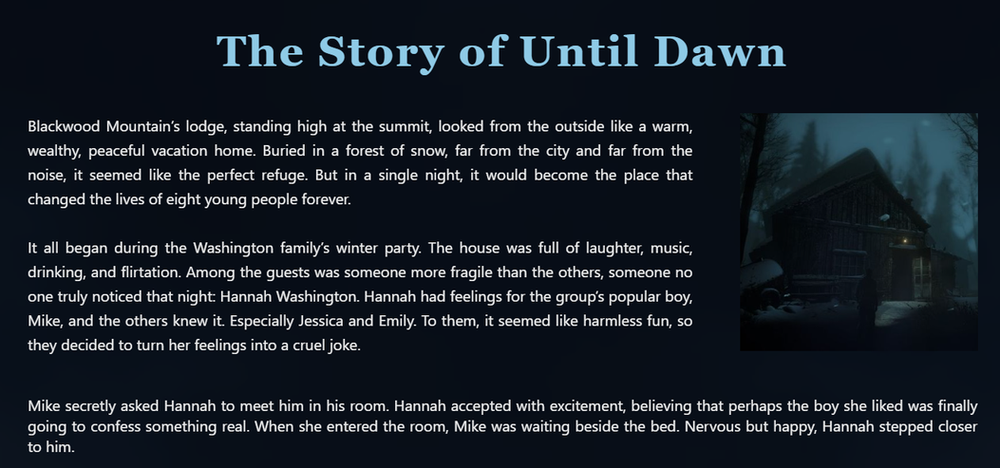 The Story of Until Dawn
Blackwood Mountain’s lodge, standing high at the summit, looked from the outside like a warm,
wealthy, peaceful vacation home. Buried in a forest of snow, far from the city and far from the
noise, it seemed like the perfect refuge. But in a single night, it would become the place that
changed the lives of eight young people forever.
It all began during the Washington family’s winter party. The house was full of laughter, music,
drinking, and flirtation. Among the guests was someone more fragile than the others, someone no
one truly noticed that night: Hannah Washington. Hannah had feelings for the group’s popular boy,
Mike, and the others knew it. Especially Jessica and Emily. To them, it seemed like harmless fun, so
they decided to turn her feelings into a cruel joke.
Mike secretly asked Hannah to meet him in his room. Hannah accepted with excitement, believing that perhaps the boy she liked was finally
going to confess something real. When she entered the room, Mike was waiting beside the bed. Nervous but happy, Hannah stepped closer
to him.